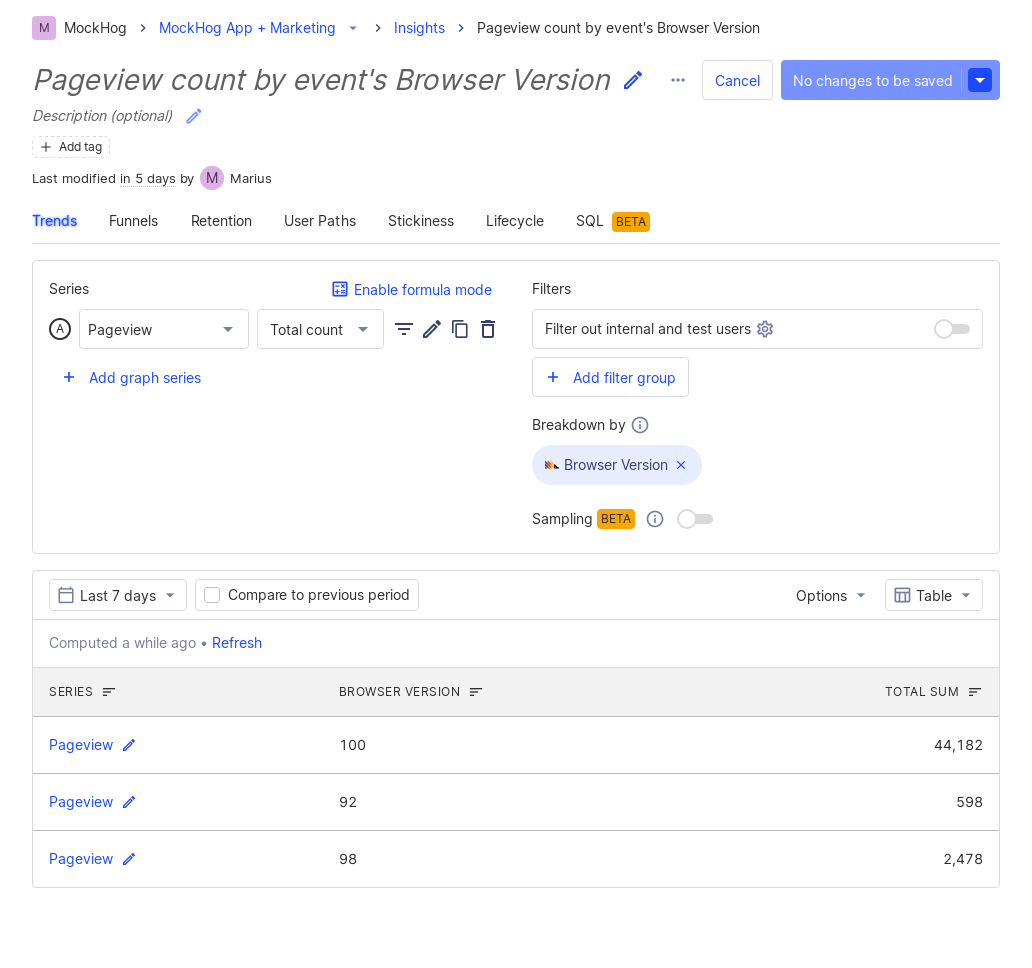 M MockHog MockHog App + Marketing Insights Pageview count by event's Browser Version
Pageview count by event's Browser Version Cancel No changes to be saved
Description (optional)
Add tag
Last modified in 5 days by M Marius
Trends Funnels Retention User Paths Stickiness Lifecycle SQL BETA
Series Enable formula mode Filters
A Pageview Total count Filter out internal and test users
Add graph series Add filter group
Breakdown by
Browser Version
Sampling BETA
Last 7 days Compare to previous period Options Table
Computed a while ago • Refresh
SERIES BROWSER VERSION TOTAL SUM
Pageview 100 44,182
Pageview 92 598
Pageview 98 2,478